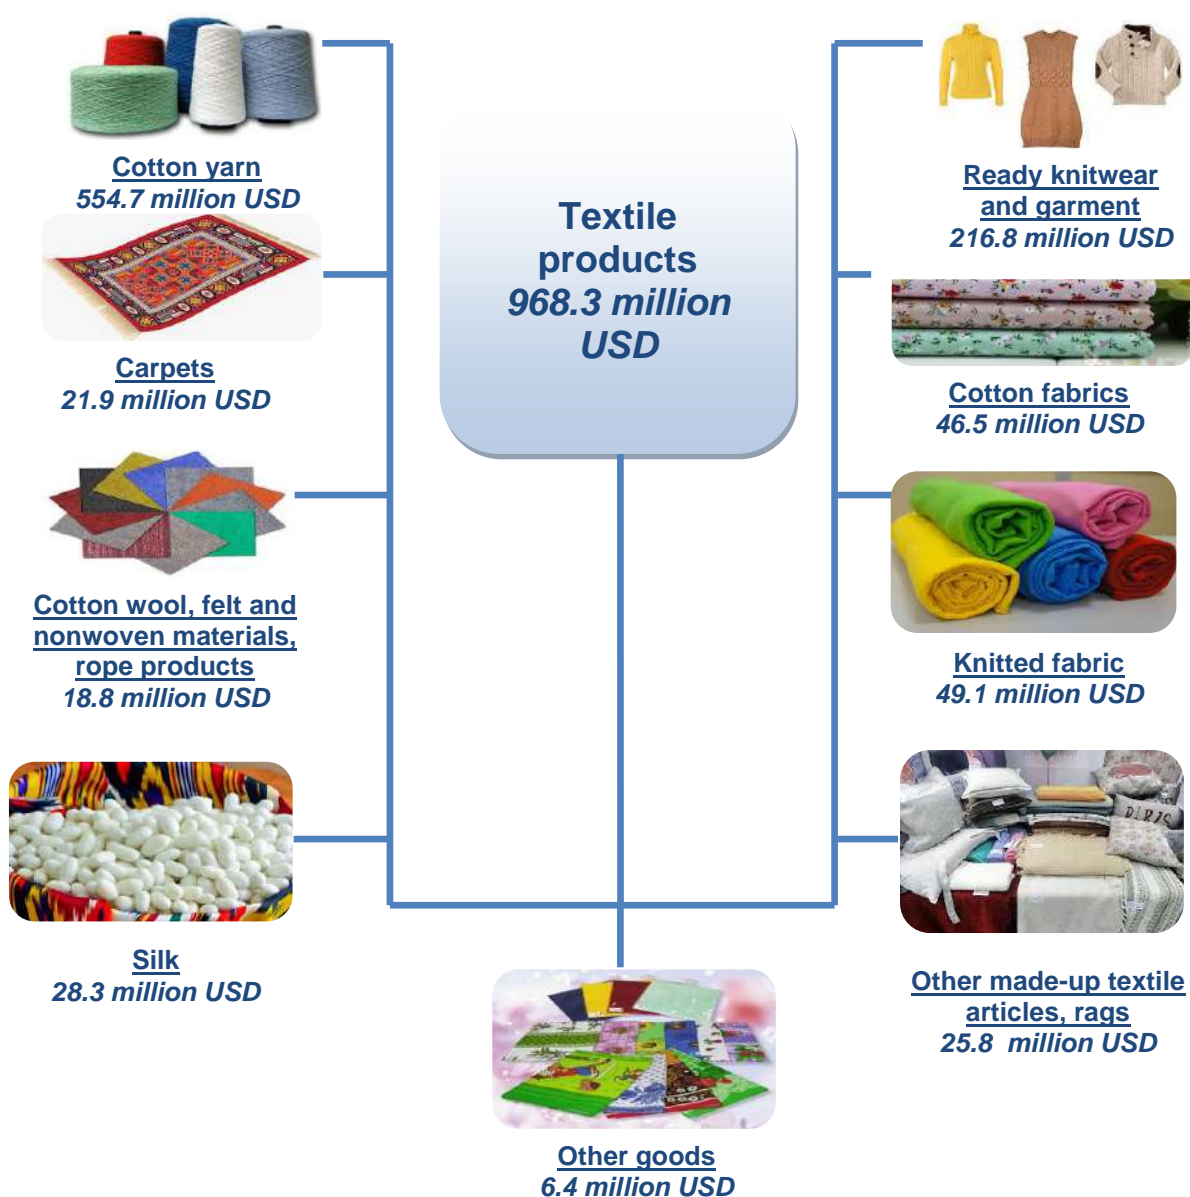 Textile
products
968.3 million
USD
Cotton yarn
554.7 million USD
Carpets
21.9 million USD
Cotton wool, felt and
nonwoven materials,
rope products
18.8 million USD
Silk
28.3 million USD
Ready knitwear
and garment
216.8 million USD
Cotton fabrics
46.5 million USD
Knitted fabric
49.1 million USD
PARIS
Other made-up textile
articles, rags
25.8 million USD
Other goods
6.4 million USD